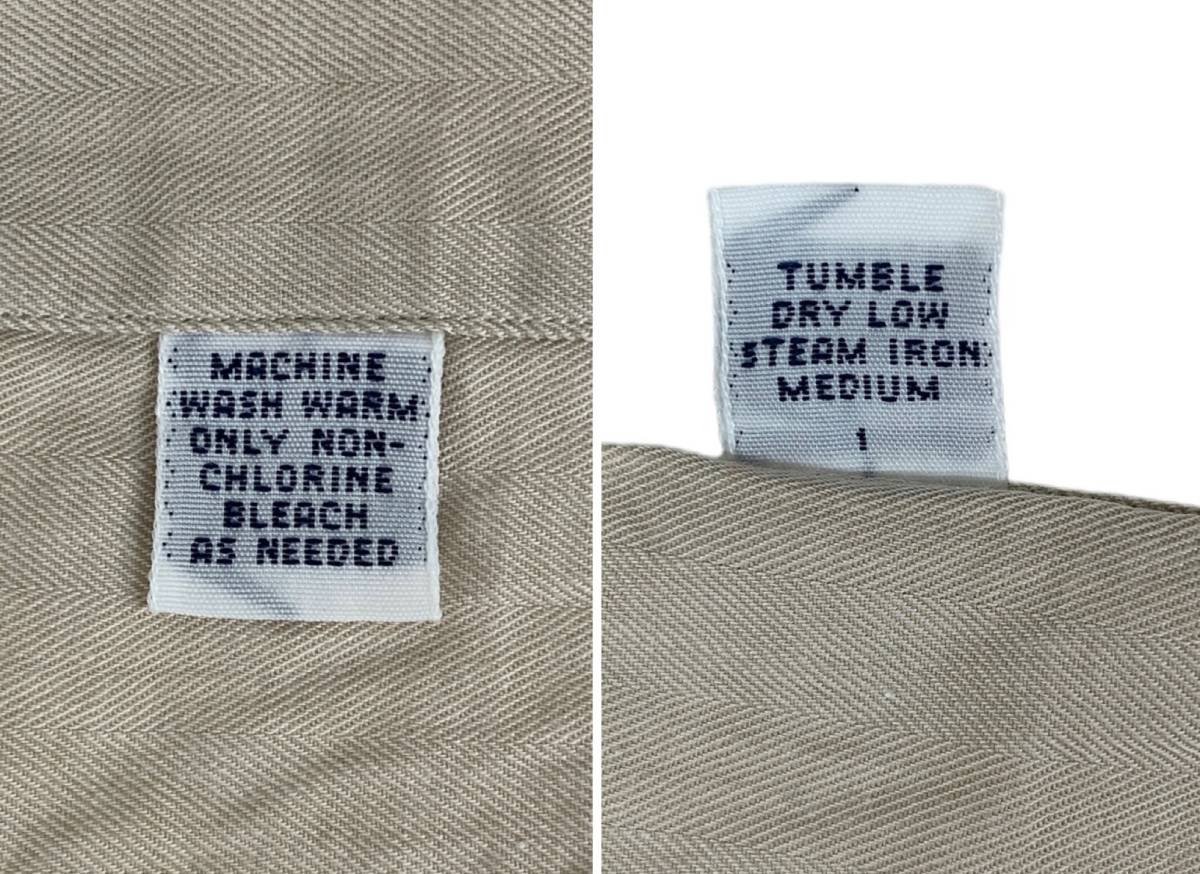 MACHINE
WASH WARM
ONLY NON-
CHLORINE
BLEACH
AS NEEDED
TUMBLE
DRY LOW
STEAM IRON
MEDIUM
1